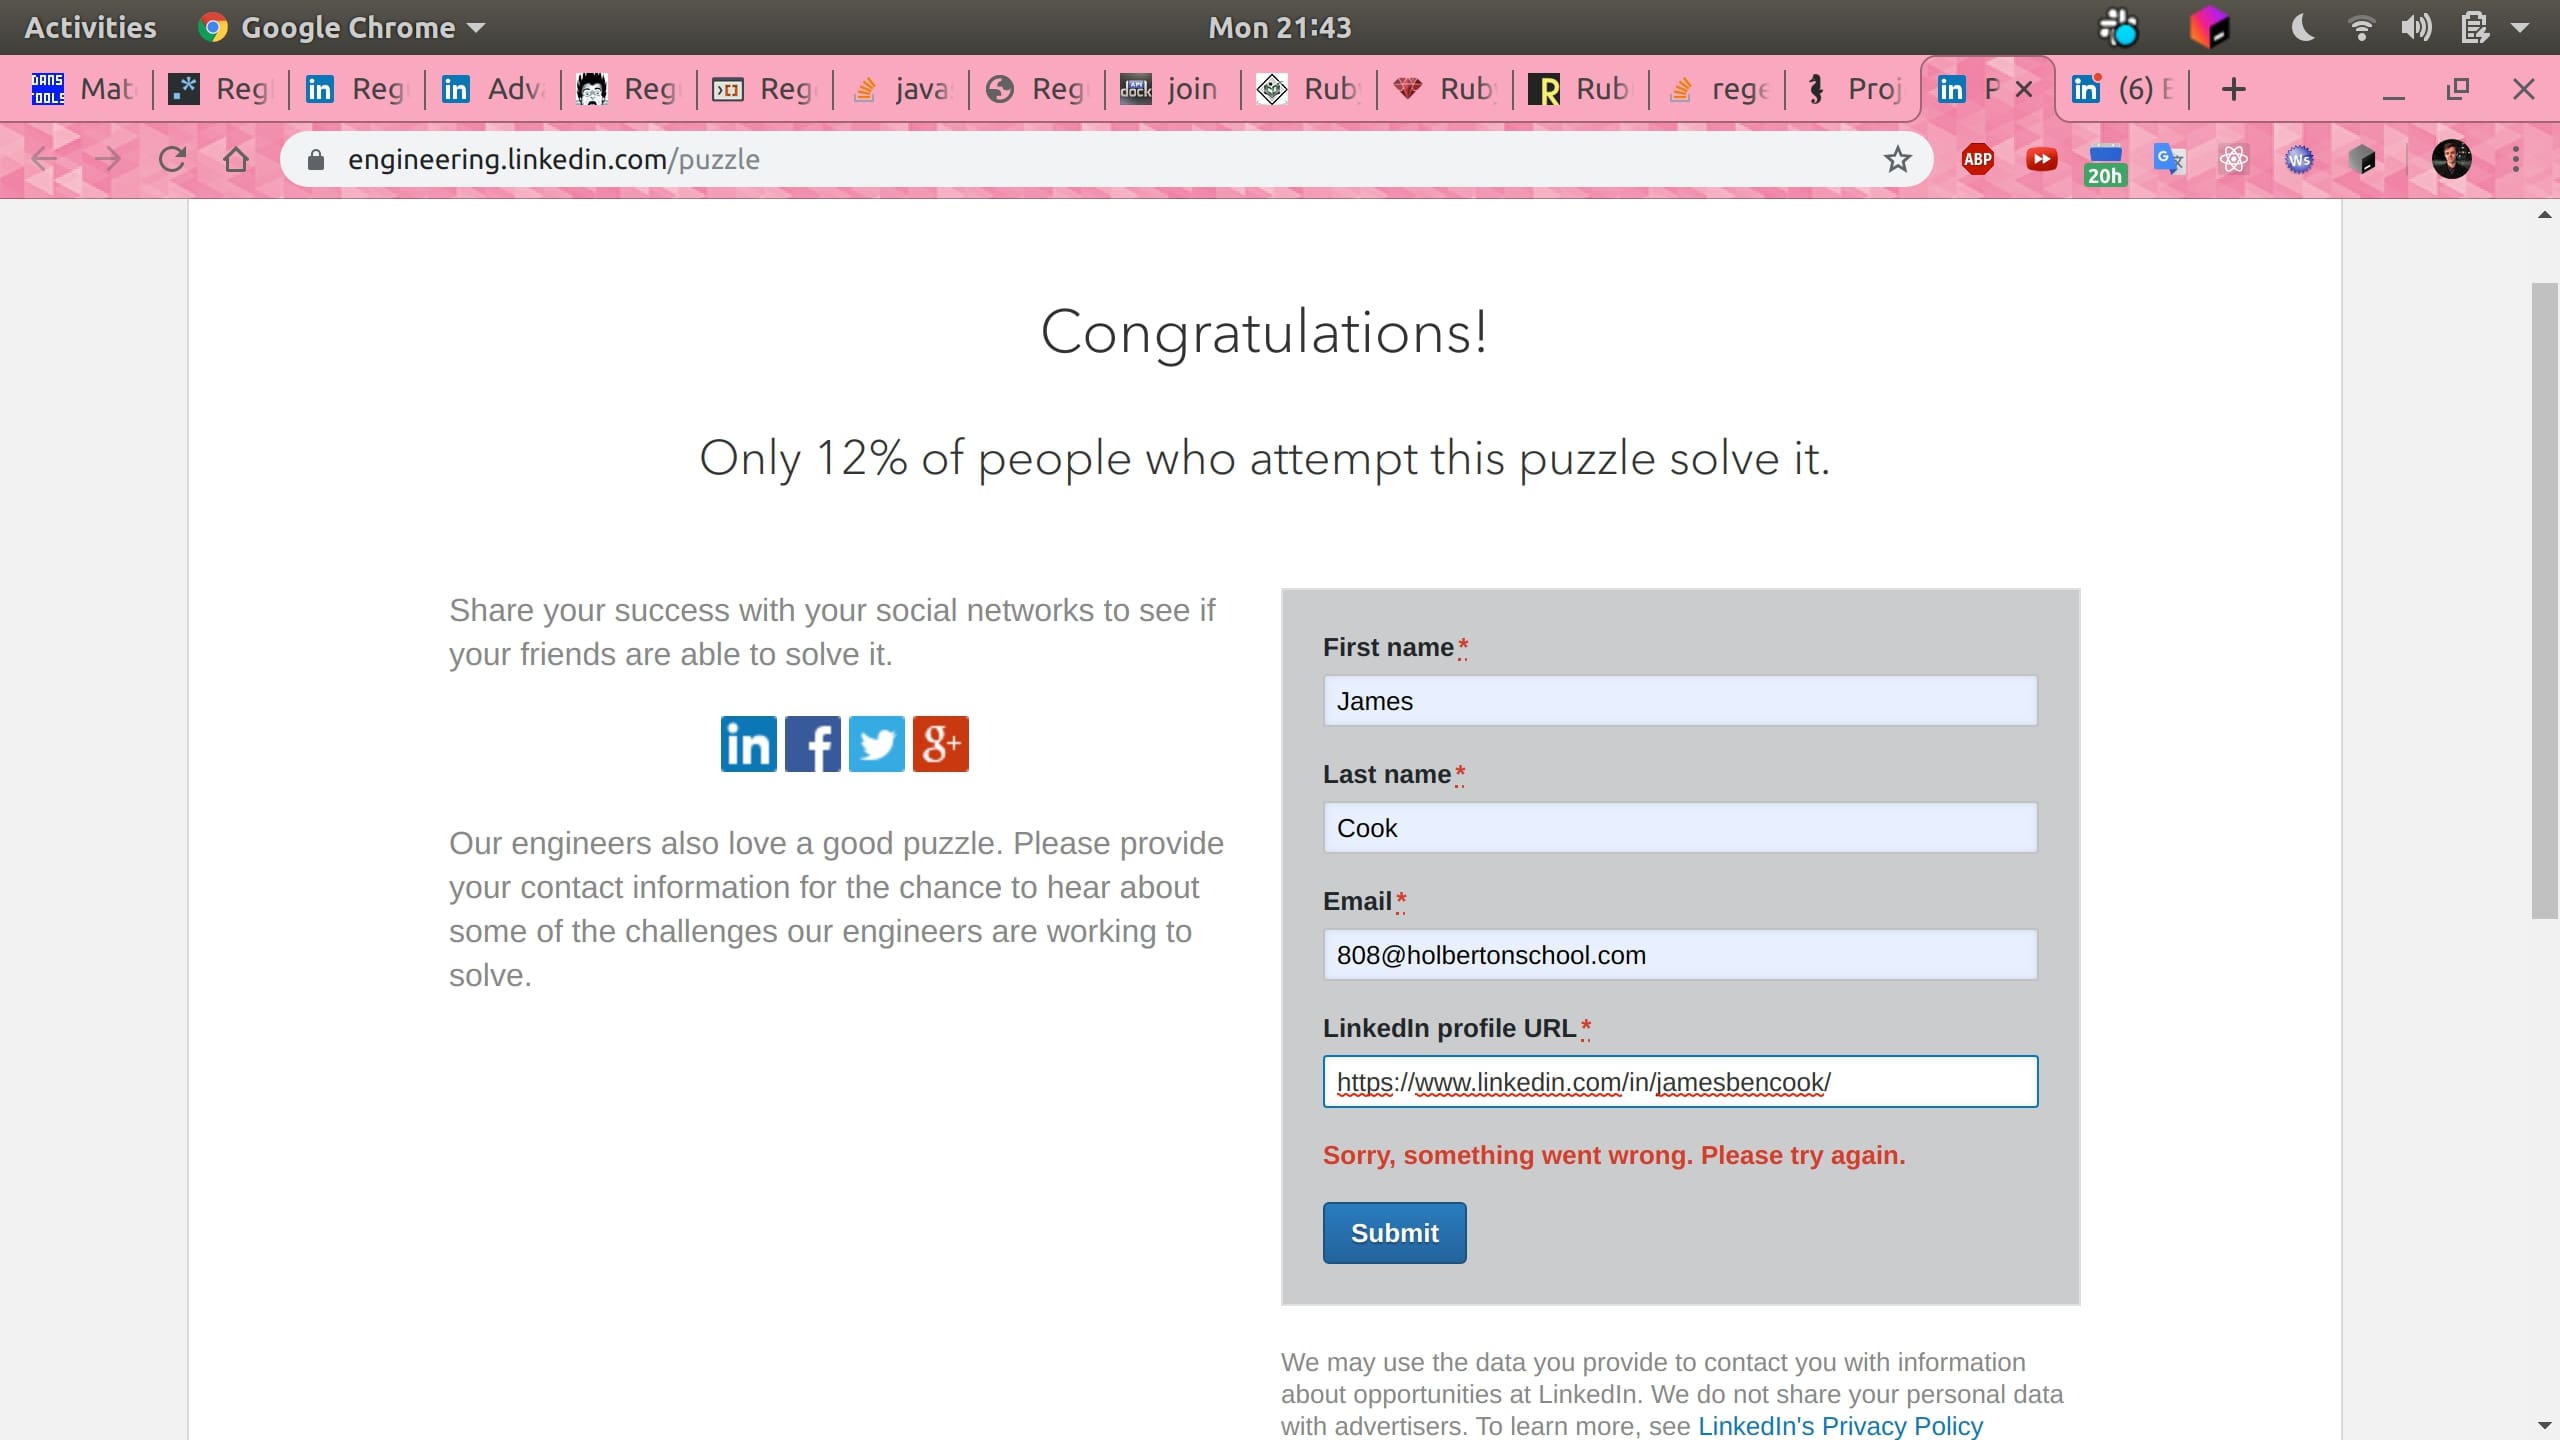 Activities Google Chrome Mon 21:43
Mat Reg Reg Adva Reg Reg java Reg join Ruby Ruby Rub rege Proj P (6)
engineering.linkedin.com/puzzle ABP 20h Ws
Congratulations!
Only 12% of people who attempt this puzzle solve it.
Share your success with your social networks to see if
your friends are able to solve it.
in f g+
Our engineers also love a good puzzle. Please provide
your contact information for the chance to hear about
some of the challenges our engineers are working to
solve.
First name*
James
Last name*
Cook
Email*
808@holbertonschool.com
LinkedIn profile URL*
https://www.linkedin.com/in/jamesbencook/
Sorry, something went wrong. Please try again.
Submit
We may use the data you provide to contact you with information
about opportunities at LinkedIn. We do not share your personal data
with advertisers. To learn more, see LinkedIn's Privacy Policy